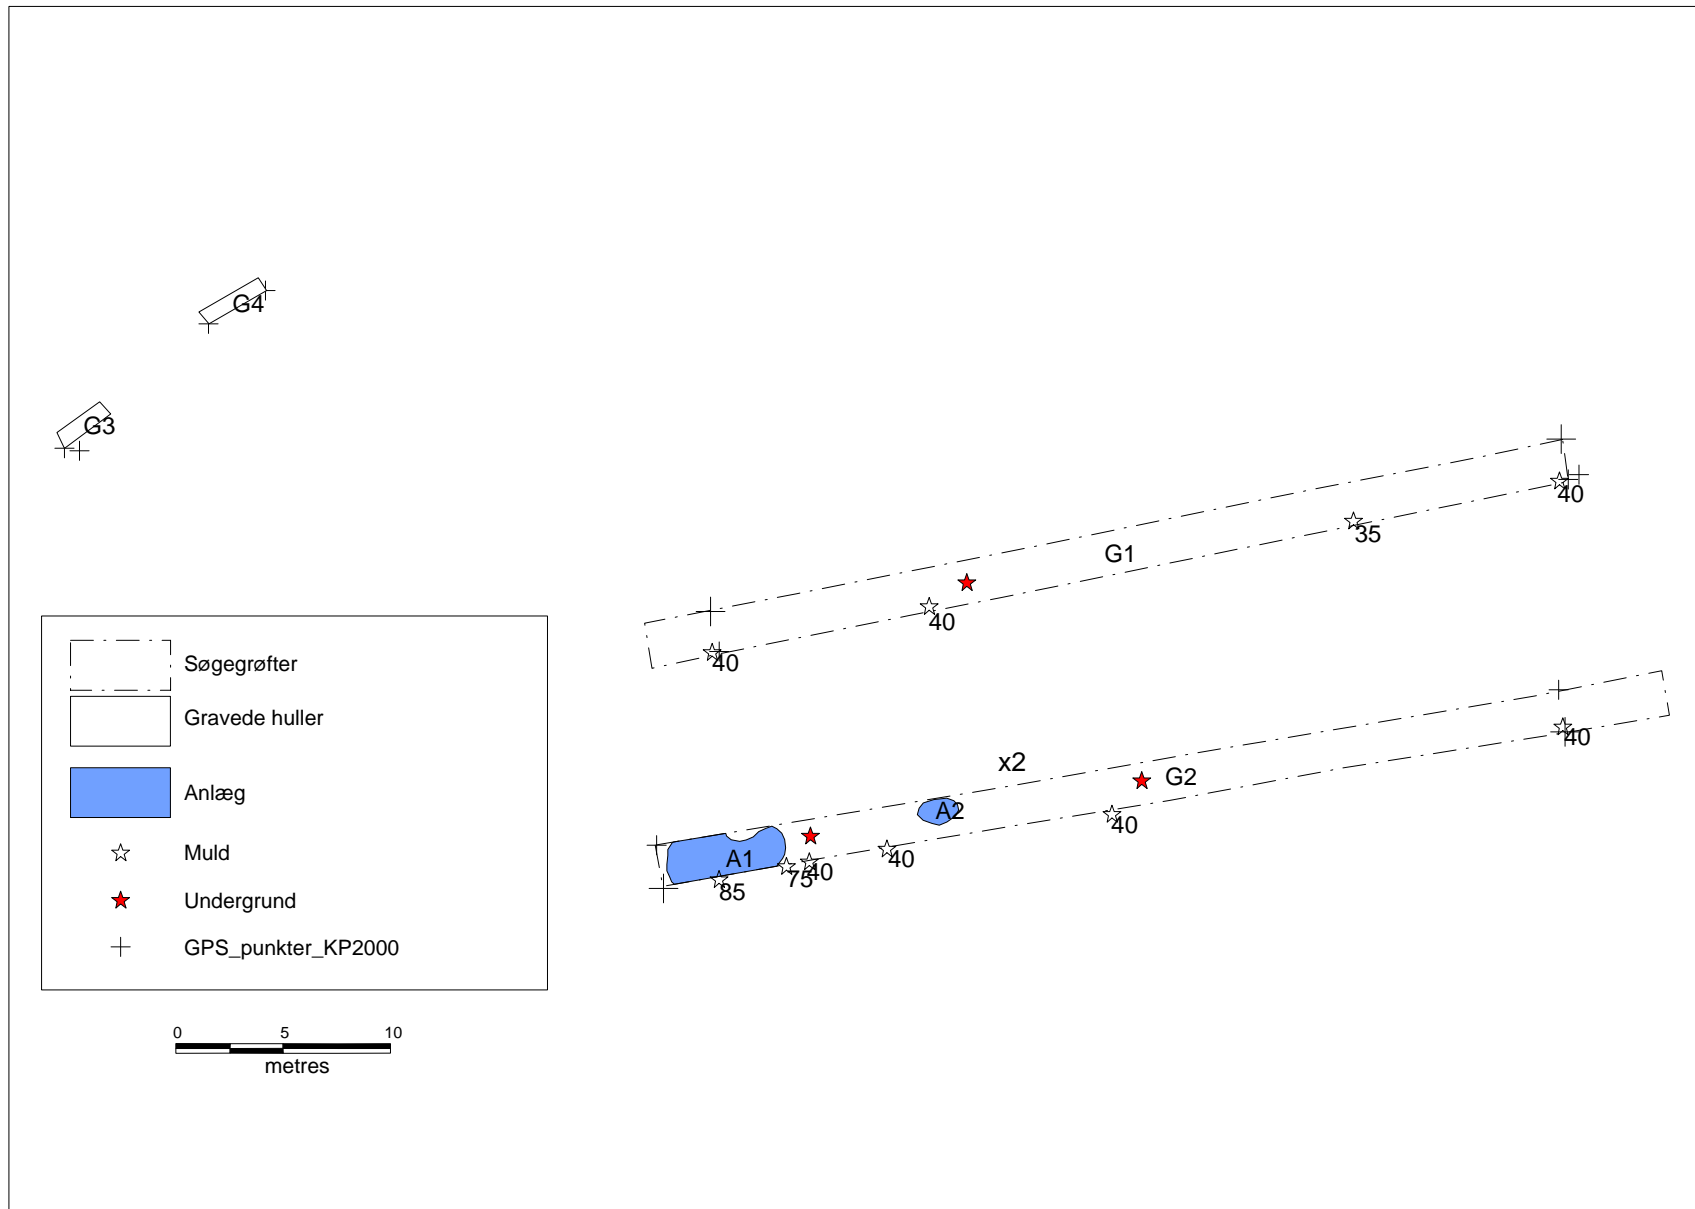 G4
G3
40
35
G1
40
40
Søgegrøfter
Gravede huller
Anlæg
Muld
Undergrund
GPS_punkter_KP2000
x2
G2
40
A2
40
A1
40
40
75
85
0 5 10
metres